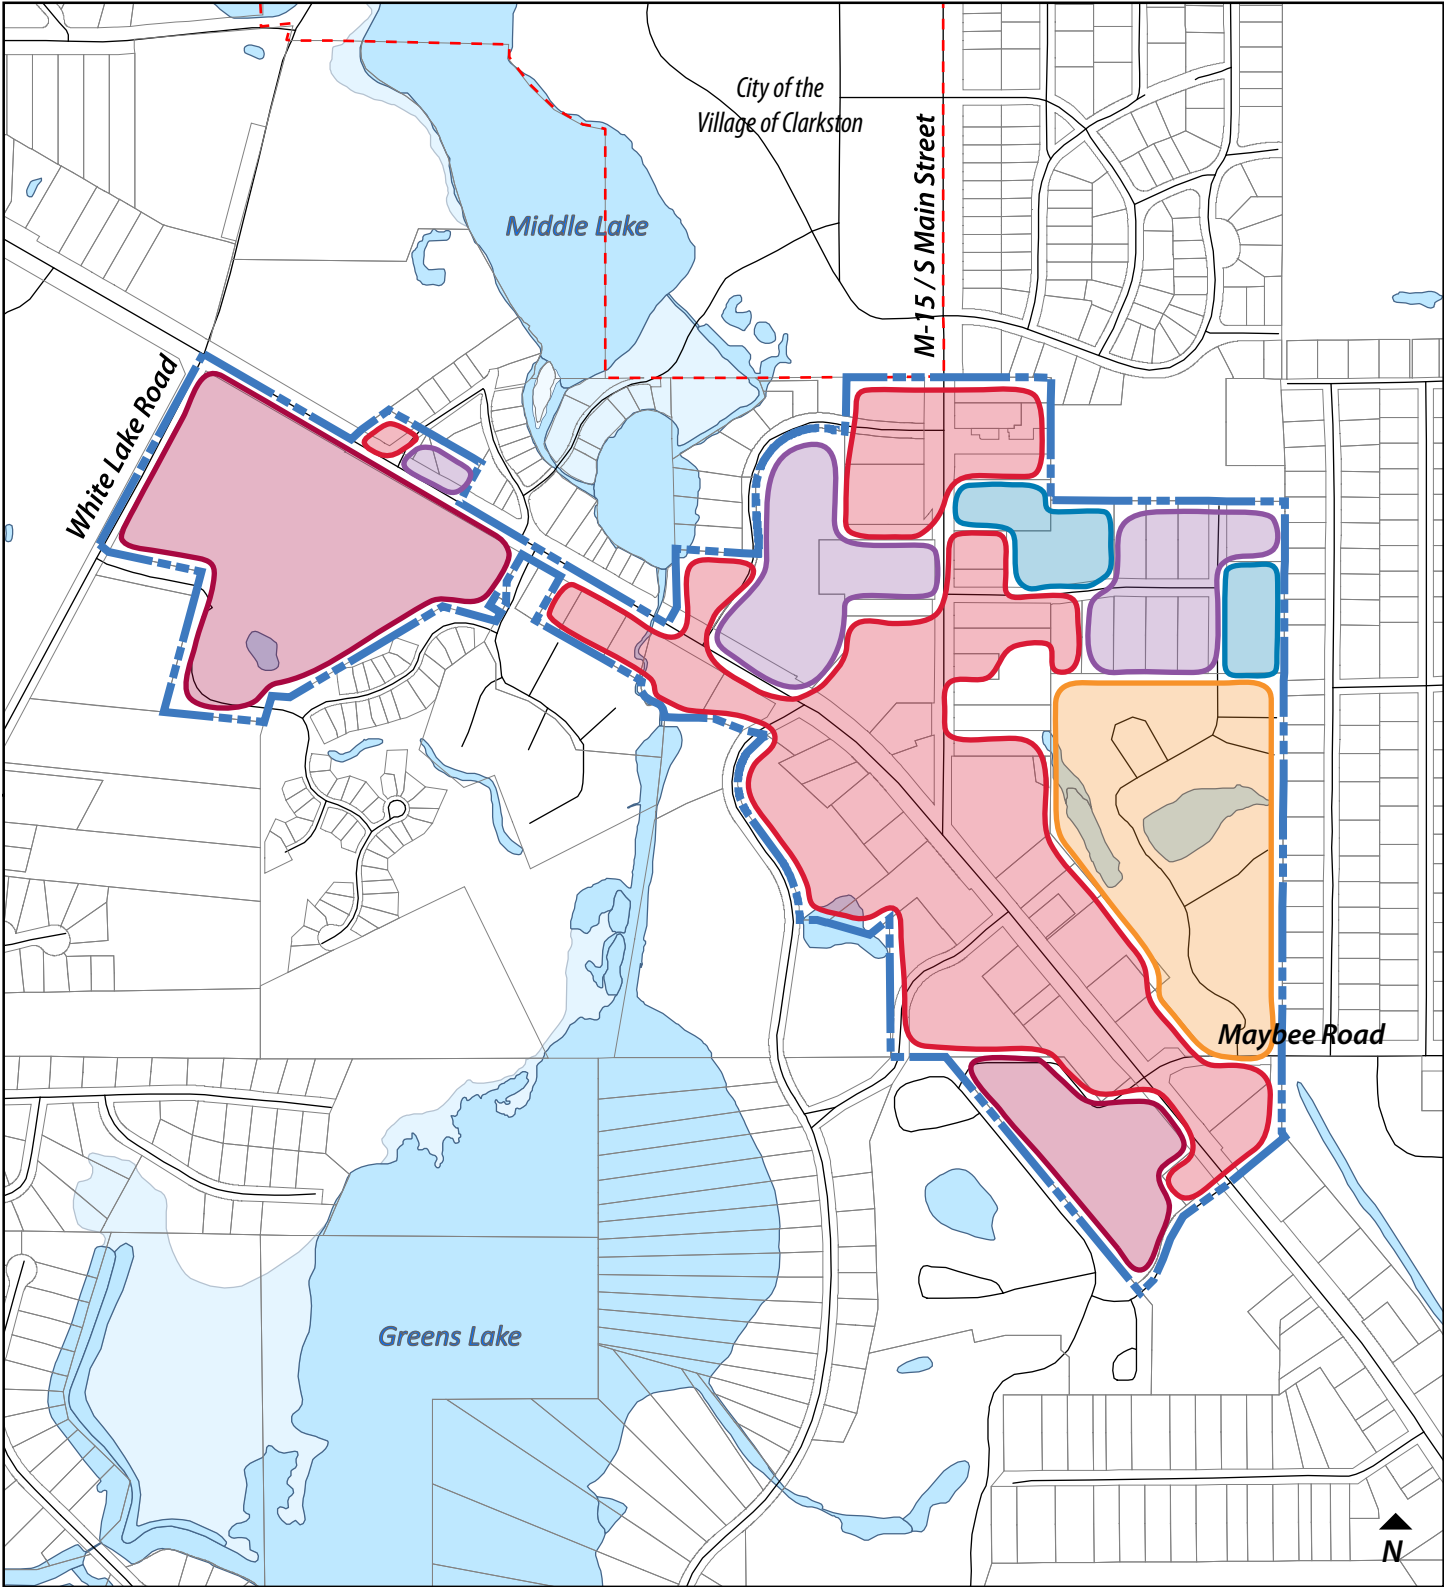 City of the
Village of Clarkston
M-15 / S Main Street
Middle Lake
White Lake Road
Maybee Road
Greens Lake
N